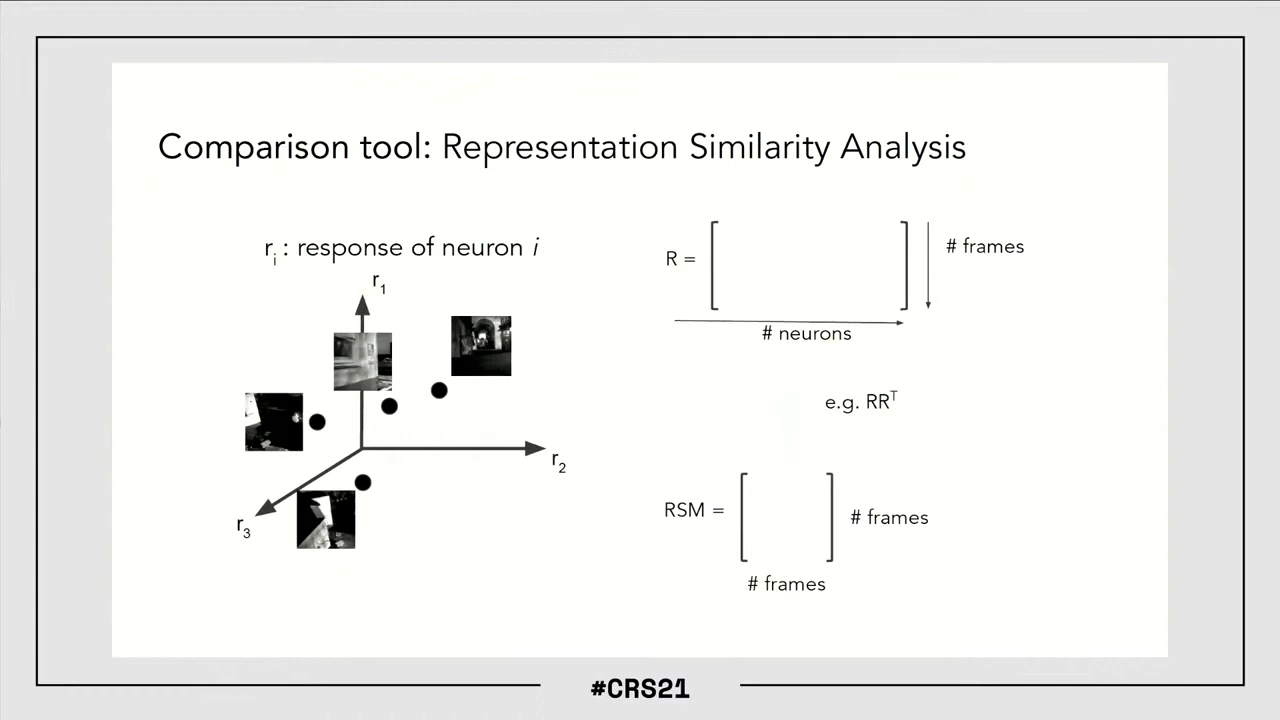 Comparison tool: Representation Similarity Analysis
rᵢ : response of neuron i
r₁
r₂
r₃
R =
# frames
# neurons
e.g. RRᵀ
RSM =
# frames
# frames
#CRS21